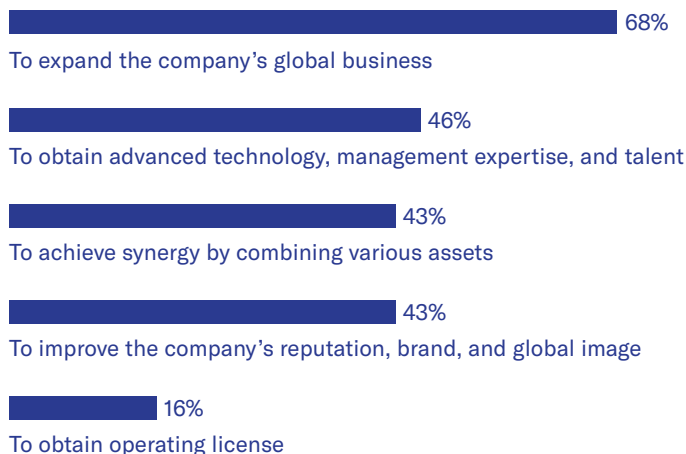 68%
To expand the company’s global business
46%
To obtain advanced technology, management expertise, and talent
43%
To achieve synergy by combining various assets
43%
To improve the company’s reputation, brand, and global image
16%
To obtain operating license